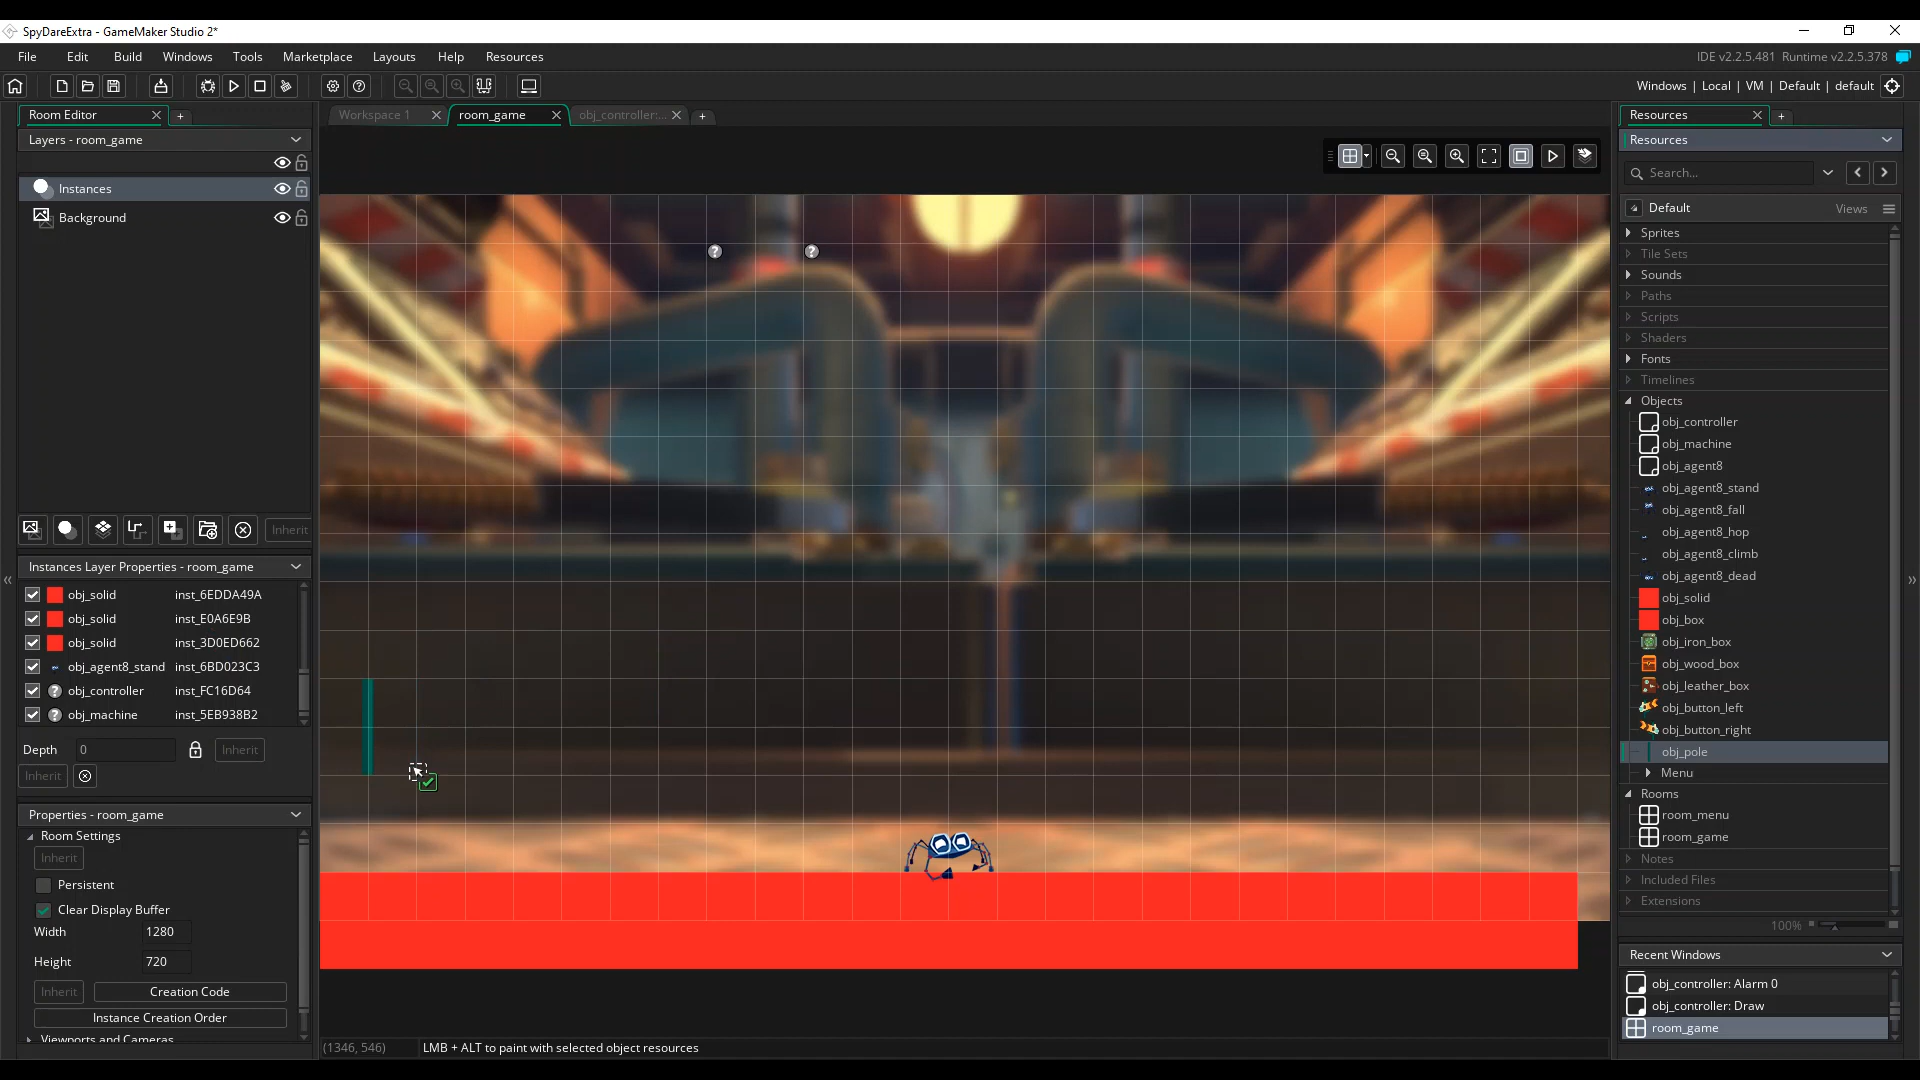 SpyDareExtra - GameMaker Studio 2*
File Edit Build Windows Tools Marketplace Layouts Help Resources
IDE v2.2.5.481 Runtime v2.2.5.378
Windows | Local | VM | Default | default
Room Editor
Layers - room_game
Instances
Background
Inherit
Instances Layer Properties - room_game
obj_solid inst_6EDDA49A
obj_solid inst_E0A6E9B
obj_solid inst_3D0ED662
obj_agent8_stand inst_6BD023C3
obj_controller inst_FC16D64
obj_machine inst_5EB938B2
Depth 0 Inherit
Inherit
Properties - room_game
Room Settings
Inherit
Persistent
Clear Display Buffer
Width 1280
Height 720
Inherit Creation Code
Instance Creation Order
Viewports and Cameras
Workspace 1 room_game obj_controller:...
(1346, 546) LMB + ALT to paint with selected object resources
Resources
Resources
Search...
Default Views
Sprites
Tile Sets
Sounds
Paths
Scripts
Shaders
Fonts
Timelines
Objects
obj_controller
obj_machine
obj_agent8
obj_agent8_stand
obj_agent8_fall
obj_agent8_hop
obj_agent8_climb
obj_agent8_dead
obj_solid
obj_box
obj_iron_box
obj_wood_box
obj_leather_box
obj_button_left
obj_button_right
obj_pole
Menu
Rooms
room_menu
room_game
Notes
Included Files
Extensions
100%
Recent Windows
obj_controller: Alarm 0
obj_controller: Draw
room_game